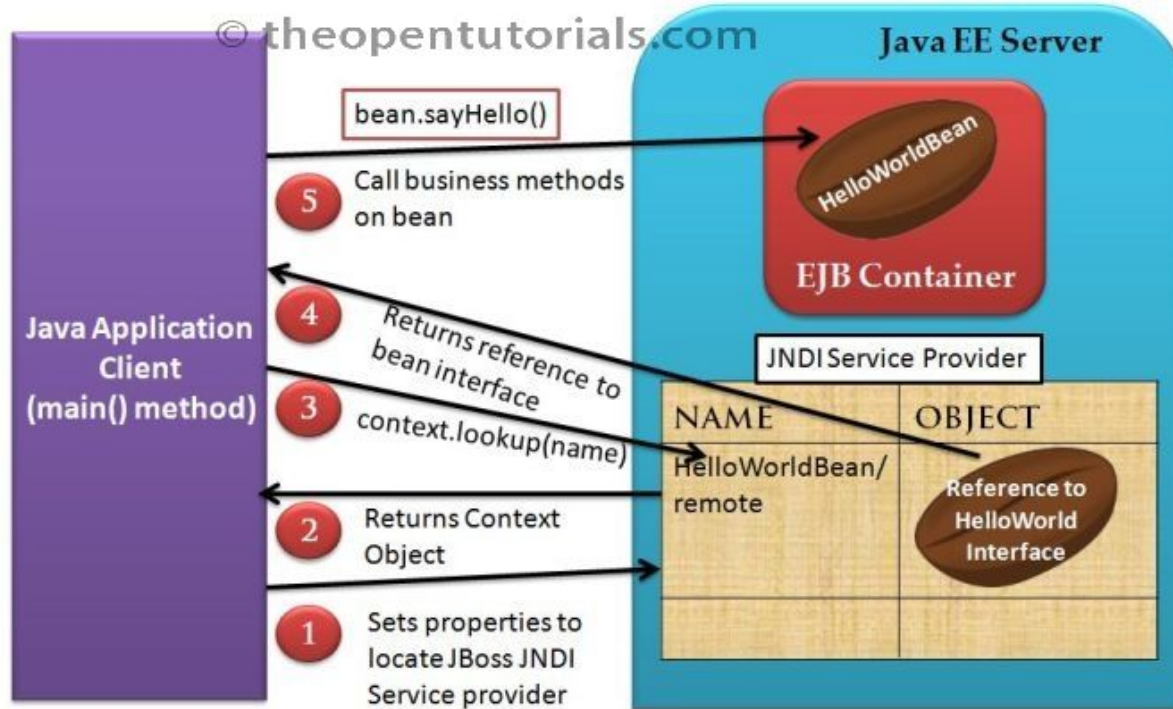 © theopentutorials.com
Java EE Server
bean.sayHello()
HelloWorldBean
EJB Container
5
Call business methods
on bean
4
Returns reference to
bean interface
Java Application
Client
(main() method)
3
context.lookup(name)
JNDI Service Provider
NAME
OBJECT
HelloWorldBean/
remote
Reference to
HelloWorld
Interface
2
Returns Context
Object
1
Sets properties to
locate JBoss JNDI
Service provider